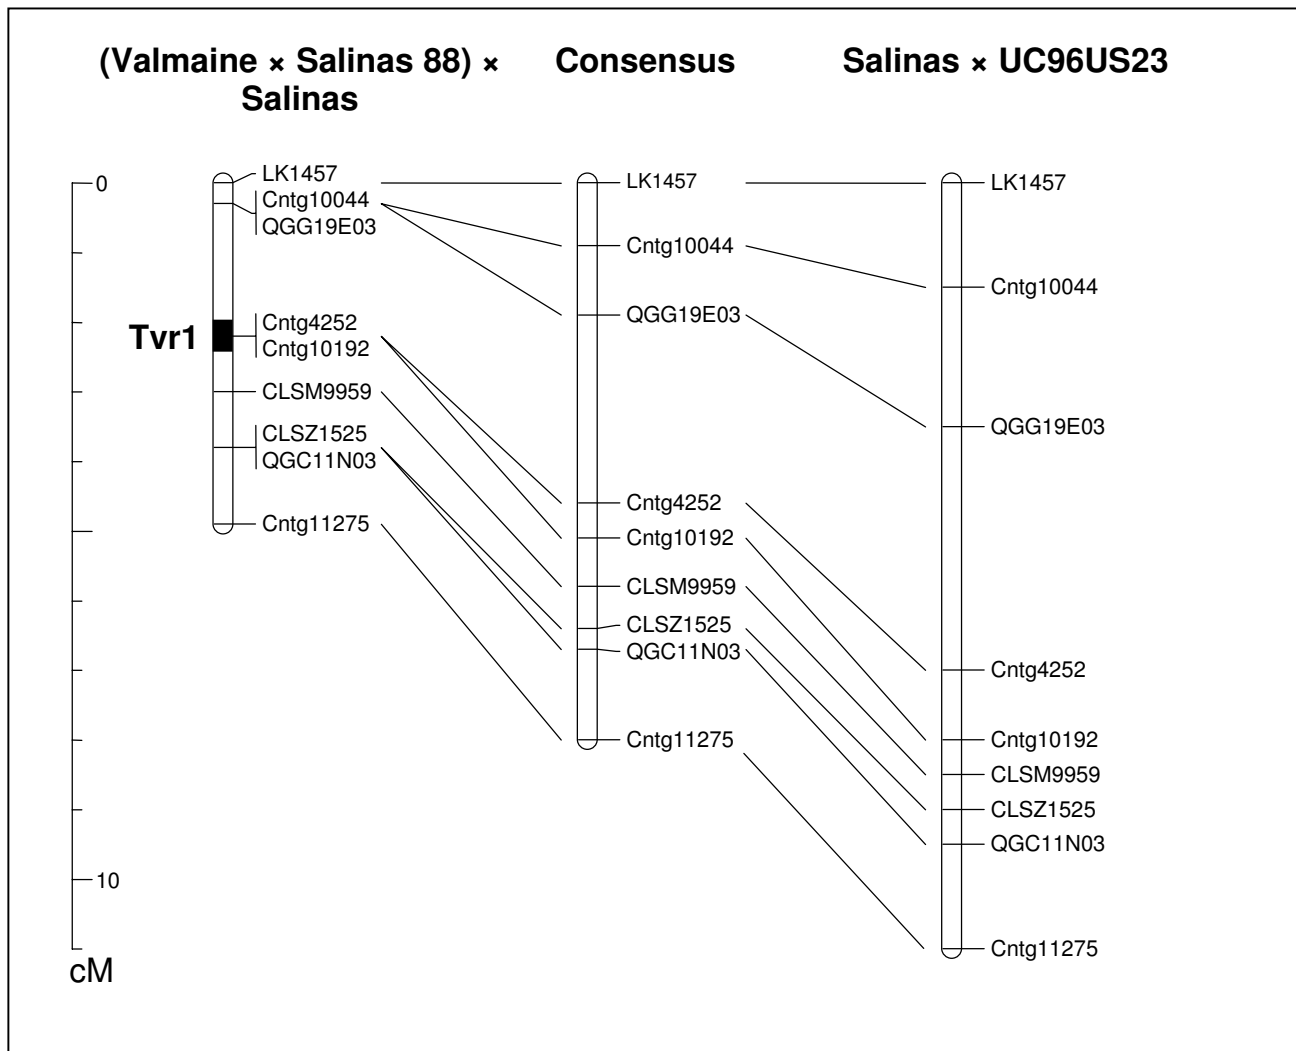 (Valmaine × Salinas 88) ×
Salinas
Consensus
Salinas × UC96US23
0
10
cM
Tvr1
LK1457
Cntg10044
QGG19E03
Cntg4252
Cntg10192
CLSM9959
CLSZ1525
QGC11N03
Cntg11275
LK1457
Cntg10044
QGG19E03
Cntg4252
Cntg10192
CLSM9959
CLSZ1525
QGC11N03
Cntg11275
LK1457
Cntg10044
QGG19E03
Cntg4252
Cntg10192
CLSM9959
CLSZ1525
QGC11N03
Cntg11275